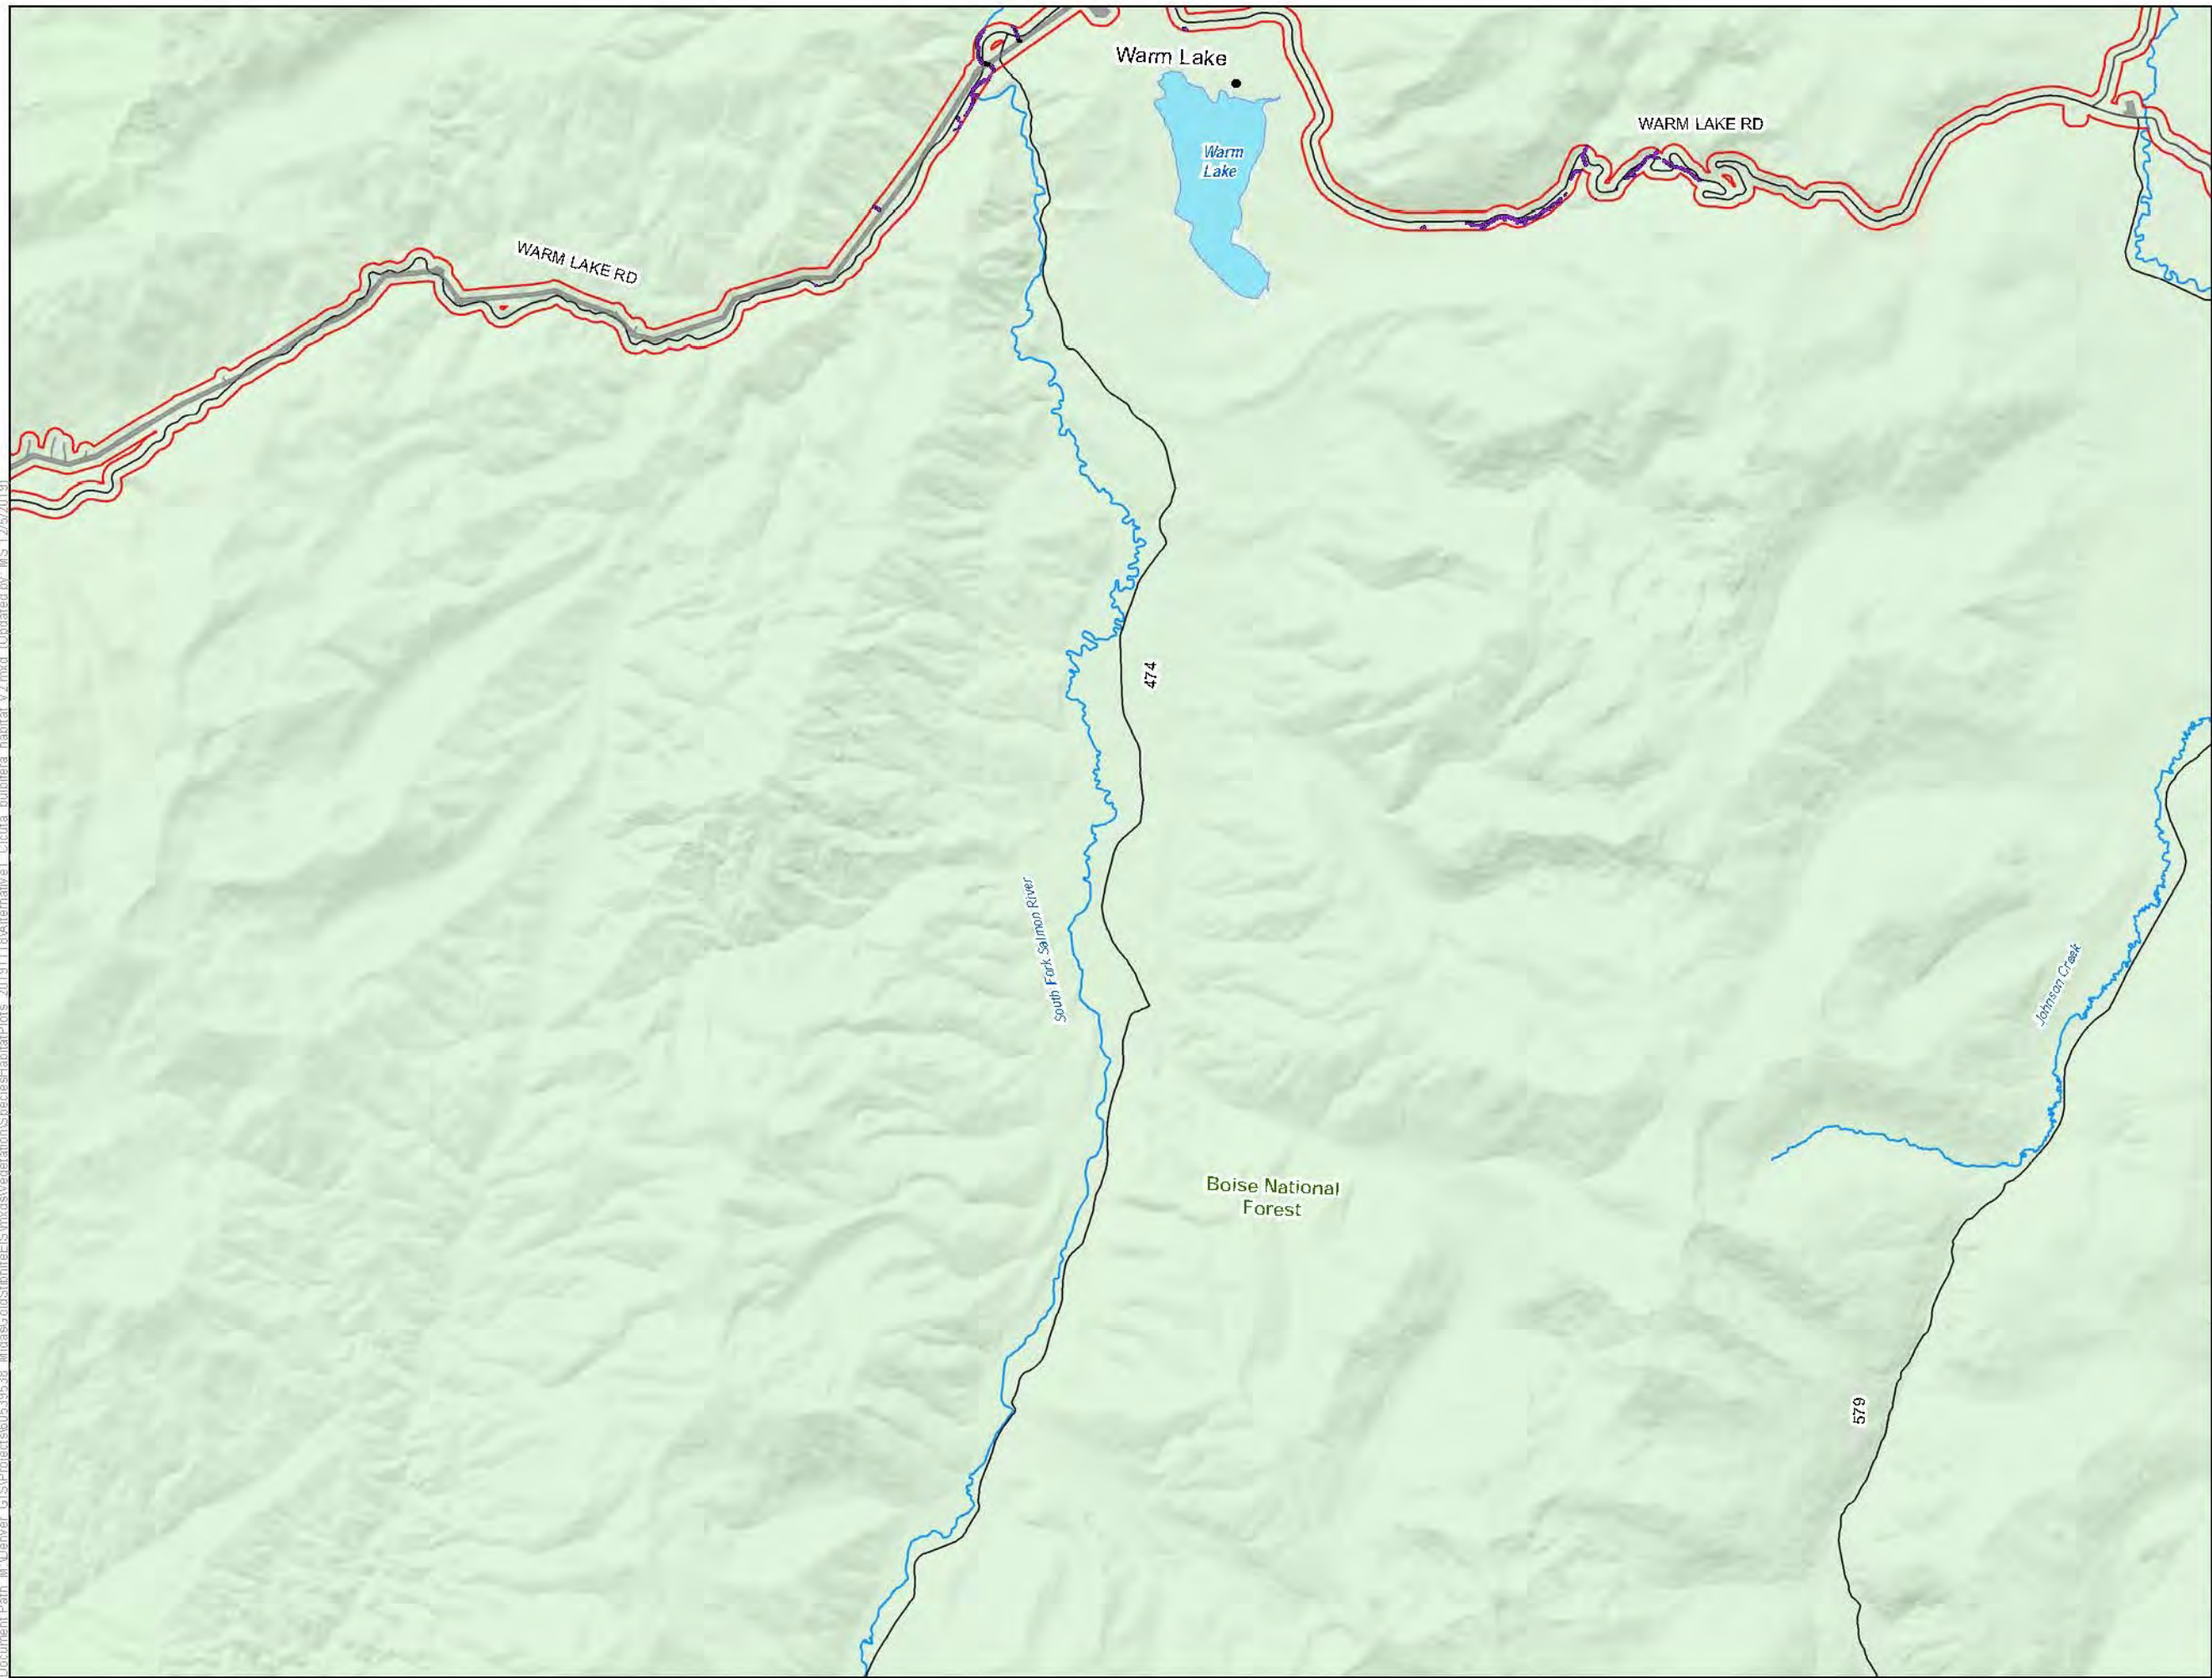 Warm Lake
WARM LAKE RD
Warm
Lake
WARM LAKE RD
474
South Fork Salmon River
Johnson Creek
Boise National
Forest
579